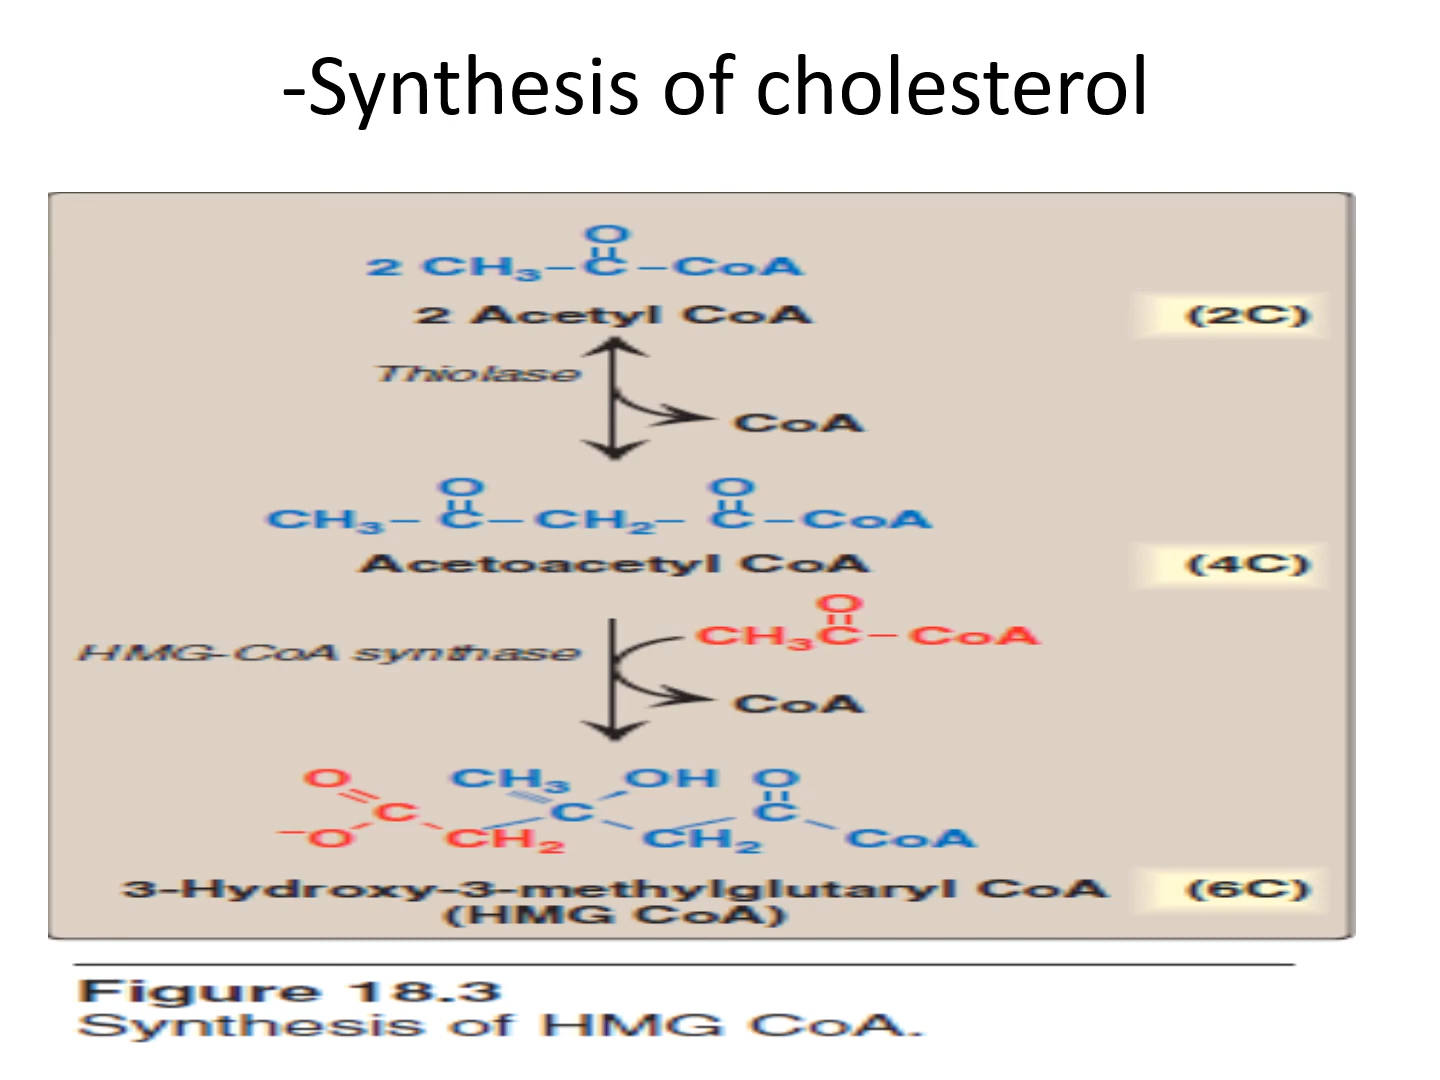 -Synthesis of cholesterol
O
2 CH₃–C–CoA
2 Acetyl CoA (2C)
Thiolase
CoA
O O
CH₃–C–CH₂–C–CoA
Acetoacetyl CoA (4C)
O
CH₃C–CoA
HMG-CoA synthase
CoA
O CH₃ OH O
C C C
⁻O CH₂ CH₂ CoA
3-Hydroxy-3-methylglutaryl CoA (6C)
(HMG CoA)
Figure 18.3
Synthesis of HMG CoA.